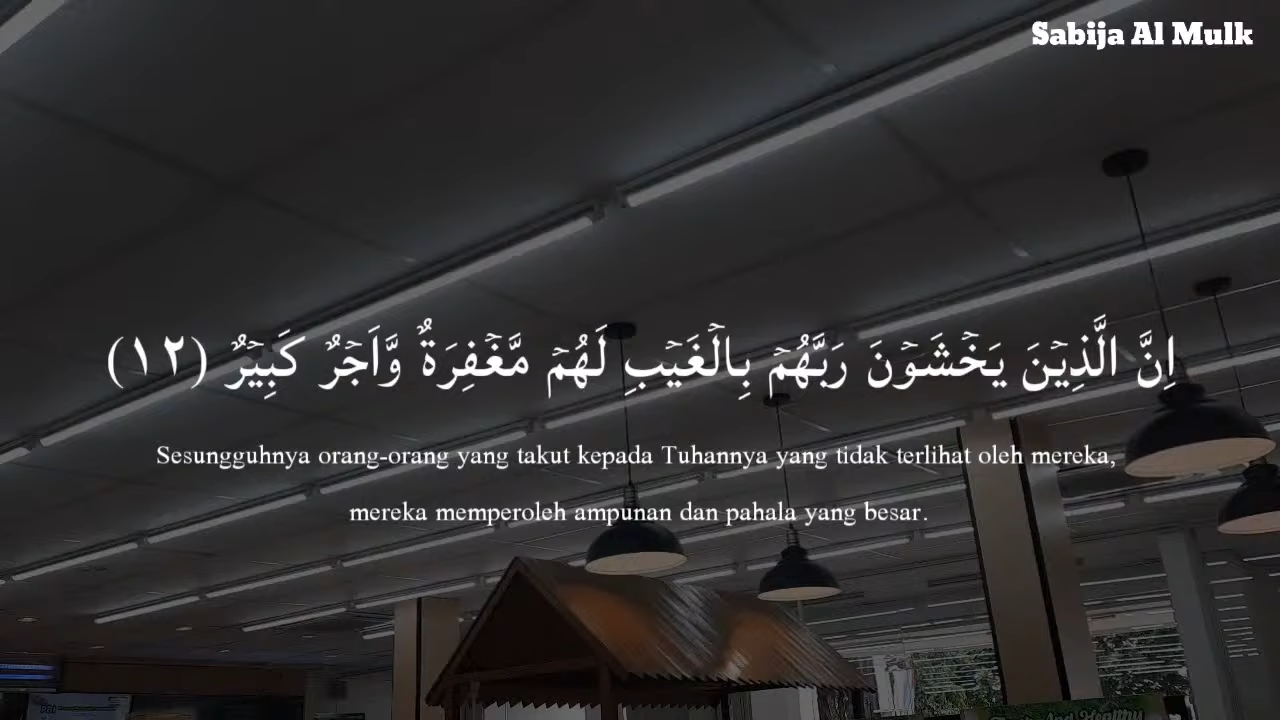 Sabija Al Mulk
اِنَّ الَّذِيْنَ يَخْشَوْنَ رَبَّهُمْ بِالْغَيْبِ لَهُمْ مَّغْفِرَةٌ وَّاَجْرٌ كَبِيْرٌ (١٢)
Sesungguhnya orang-orang yang takut kepada Tuhannya yang tidak terlihat oleh mereka,
mereka memperoleh ampunan dan pahala yang besar.